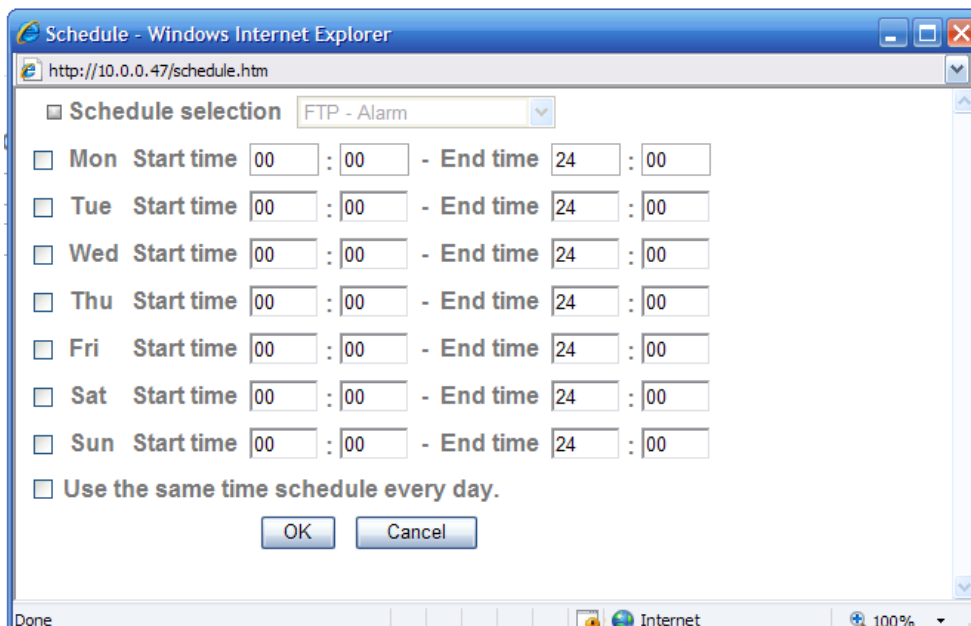 Schedule - Windows Internet Explorer
http://10.0.0.47/schedule.htm
Schedule selection FTP - Alarm
Mon Start time 00 : 00 - End time 24 : 00
Tue Start time 00 : 00 - End time 24 : 00
Wed Start time 00 : 00 - End time 24 : 00
Thu Start time 00 : 00 - End time 24 : 00
Fri Start time 00 : 00 - End time 24 : 00
Sat Start time 00 : 00 - End time 24 : 00
Sun Start time 00 : 00 - End time 24 : 00
Use the same time schedule every day.
OK Cancel
Done Internet 100%